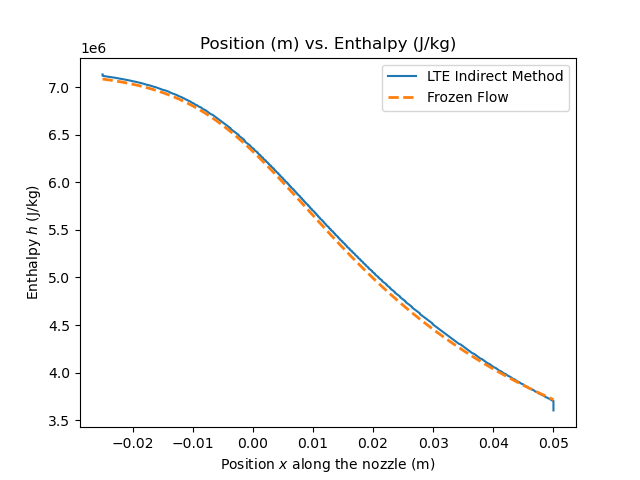 Position (m) vs. Enthalpy (J/kg)
1e6
LTE Indirect Method
Frozen Flow
7.0
6.5
6.0
5.5
5.0
4.5
4.0
3.5
Enthalpy h (J/kg)
−0.02 −0.01 0.00 0.01 0.02 0.03 0.04 0.05
Position x along the nozzle (m)